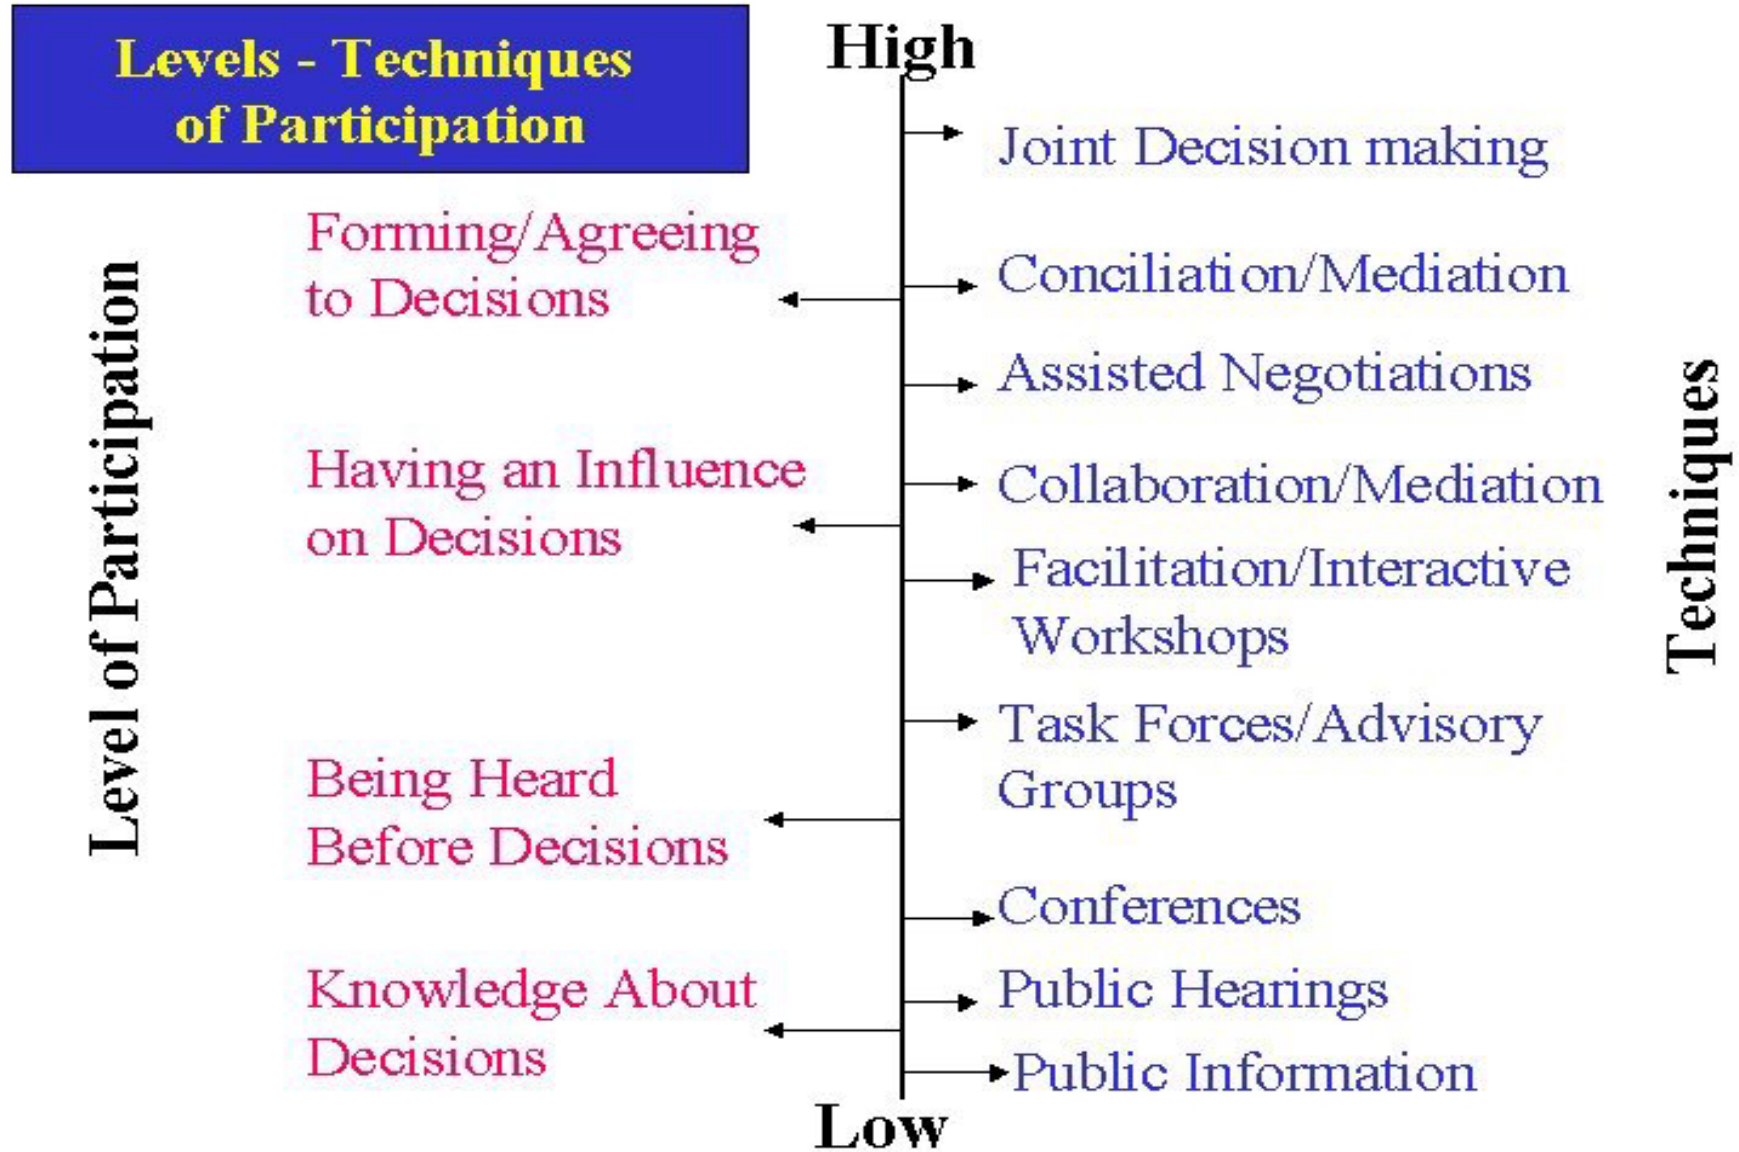 Levels - Techniques
of Participation
High
Level of Participation
Forming/Agreeing
to Decisions
Having an Influence
on Decisions
Being Heard
Before Decisions
Knowledge About
Decisions
Joint Decision making
Conciliation/Mediation
Assisted Negotiations
Collaboration/Mediation
Facilitation/Interactive
Workshops
Task Forces/Advisory
Groups
Conferences
Public Hearings
Public Information
Techniques
Low